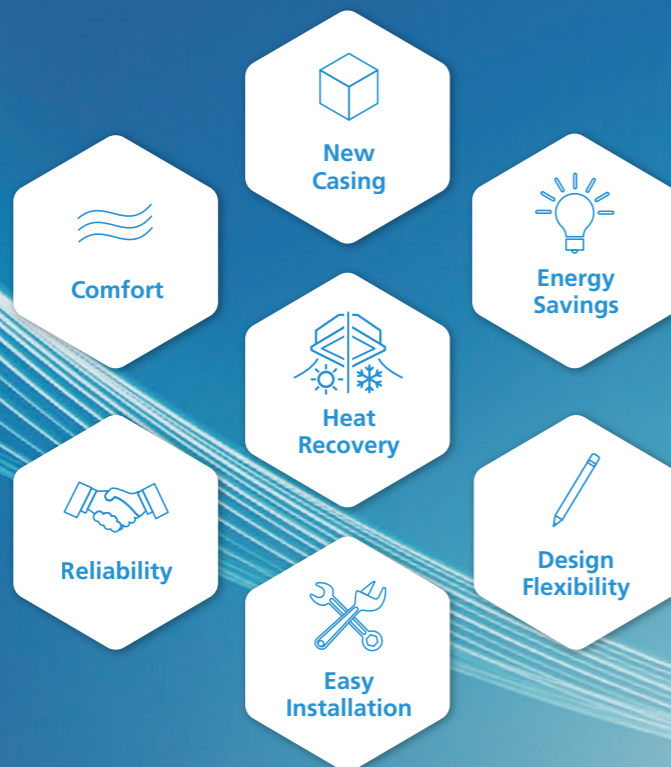 New
Casing
Comfort
Energy
Savings
Heat
Recovery
Reliability
Design
Flexibility
Easy
Installation